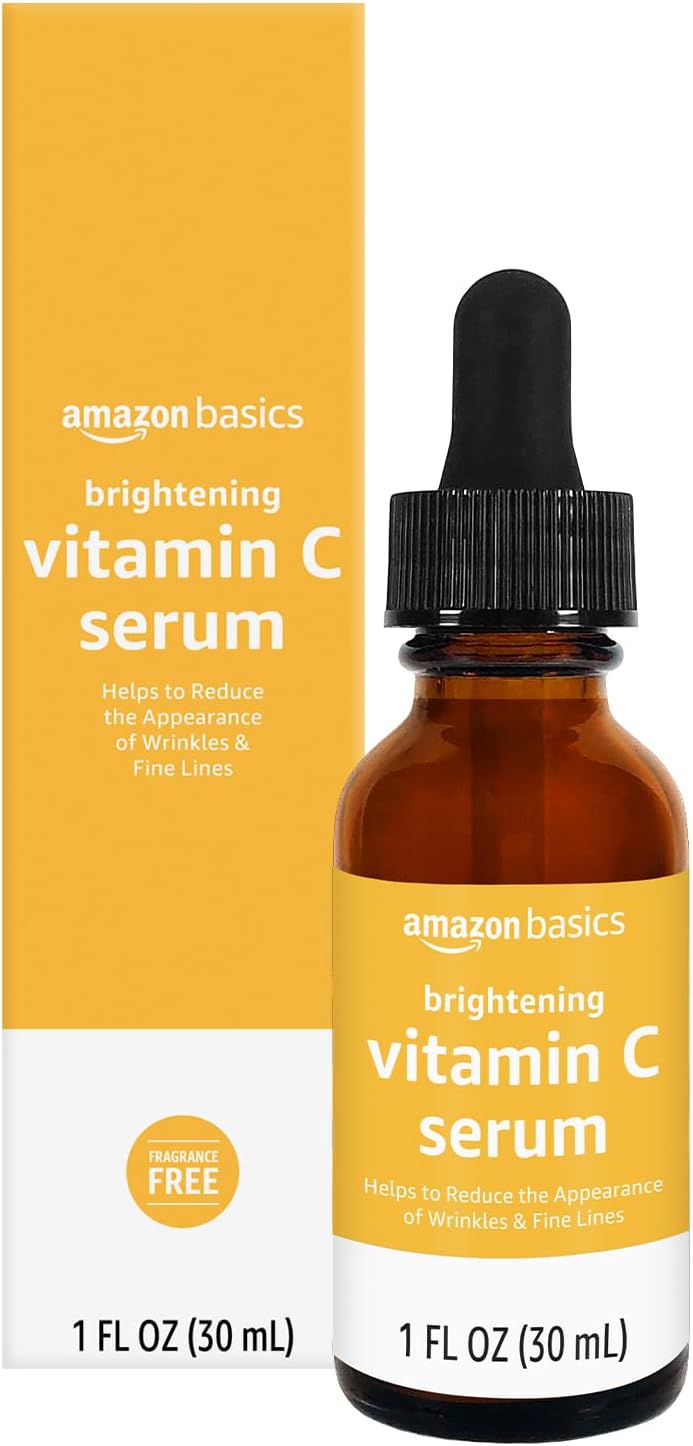 amazon basics
brightening
vitamin C
serum
Helps to Reduce
the Appearance
of Wrinkles &
Fine Lines
FRAGRANCE
FREE
1 FL OZ (30 mL)
amazon basics
brightening
vitamin C
serum
Helps to Reduce the Appearance
of Wrinkles & Fine Lines
1 FL OZ (30 mL)